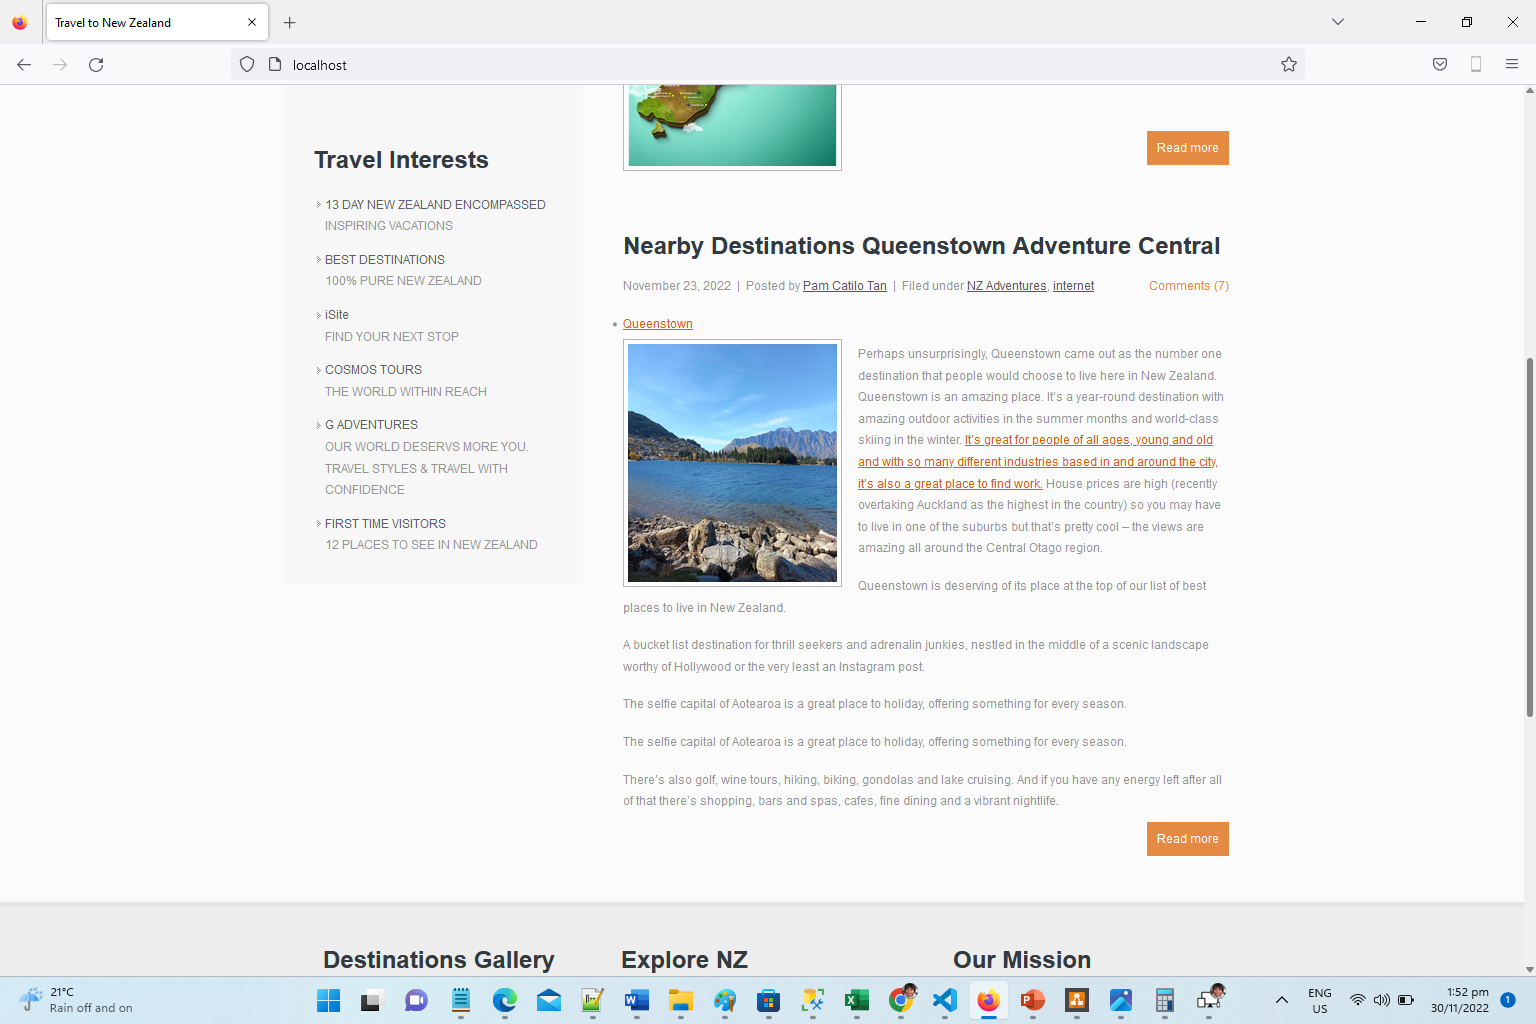 Travel to New Zealand
localhost
Travel Interests
13 DAY NEW ZEALAND ENCOMPASSED
INSPIRING VACATIONS
BEST DESTINATIONS
100% PURE NEW ZEALAND
iSite
FIND YOUR NEXT STOP
COSMOS TOURS
THE WORLD WITHIN REACH
G ADVENTURES
OUR WORLD DESERVS MORE YOU.
TRAVEL STYLES & TRAVEL WITH
CONFIDENCE
FIRST TIME VISITORS
12 PLACES TO SEE IN NEW ZEALAND
Read more
Nearby Destinations Queenstown Adventure Central
November 23, 2022 | Posted by Pam Catilo Tan | Filed under NZ Adventures, internet Comments (7)
Queenstown
Perhaps unsurprisingly, Queenstown came out as the number one
destination that people would choose to live here in New Zealand.
Queenstown is an amazing place. It's a year-round destination with
amazing outdoor activities in the summer months and world-class
skiing in the winter. It's great for people of all ages, young and old
and with so many different industries based in and around the city,
it's also a great place to find work. House prices are high (recently
overtaking Auckland as the highest in the country) so you may have
to live in one of the suburbs but that's pretty cool – the views are
amazing all around the Central Otago region.
Queenstown is deserving of its place at the top of our list of best
places to live in New Zealand.
A bucket list destination for thrill seekers and adrenalin junkies, nestled in the middle of a scenic landscape
worthy of Hollywood or the very least an Instagram post.
The selfie capital of Aotearoa is a great place to holiday, offering something for every season.
The selfie capital of Aotearoa is a great place to holiday, offering something for every season.
There's also golf, wine tours, hiking, biking, gondolas and lake cruising. And if you have any energy left after all
of that there's shopping, bars and spas, cafes, fine dining and a vibrant nightlife.
Read more
Destinations Gallery
Explore NZ
Our Mission
21°C
Rain off and on
ENG
US
1:52 pm
30/11/2022
1